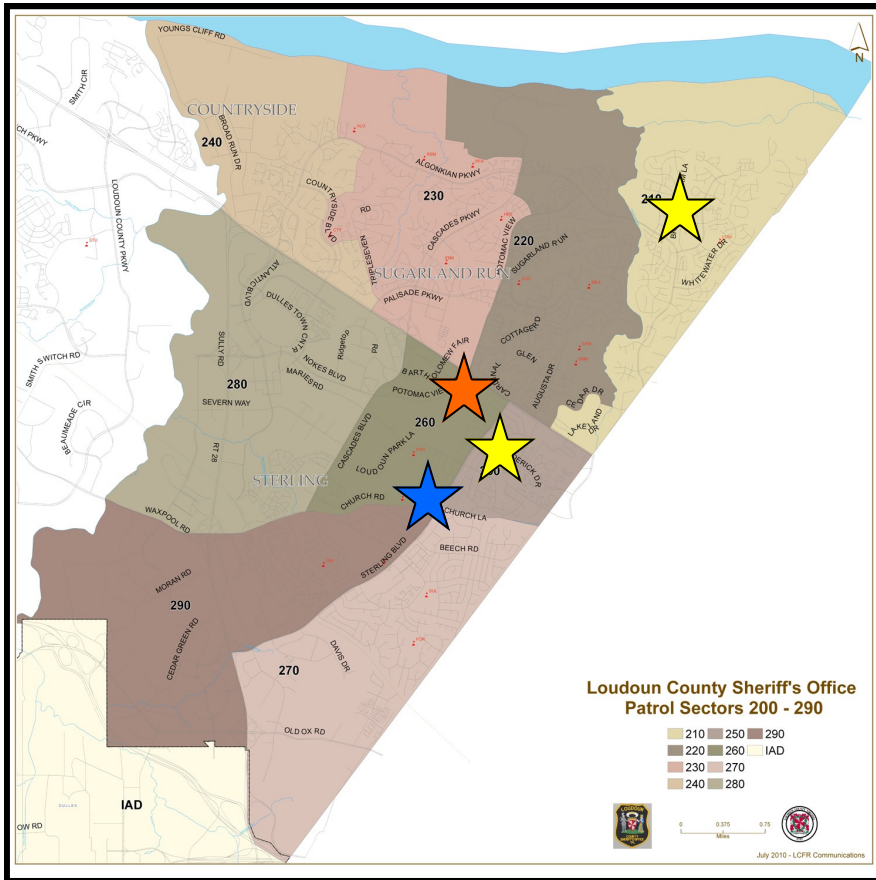 YOUNGS CLIFF RD
N
SMITH CIR
COUNTRYSIDE
BROAD RUN DR
240
ALGONKIAN PKWY
LOUDOUN COUNTY PKWY
COUNTRYSIDE BLVD
230
RD
CASCADES PKWY
POTOMAC VIEW
220
SUGARLAND RUN
TRIPLESEVEN
SUGARLAND RUN
WHITEWATER DR
ATLANTIC BLVD
PALISADE PKWY
DULLES TOWN CNTR
Ridgetop
Rd
COTTAGE
GLEN
SULLY RD
NOKES BLVD
MARIES RD
SMITH SWITCH RD
280
POTOMAC VIEW
AUGUSTA DR
CEDAR DR
SEVERN WAY
BEAUMEADE CIR
260
LAKELAND
DR
CASCADES BLVD
LOUDOUN PARK LA
RT 28
STERLING
CHURCH RD
CHURCH LA
WAXPOOL RD
BEECH RD
STERLING BLVD
MORAN RD
290
CEDAR GREEN RD
DAVIS DR
270
OLD OX RD
IAD
DULLES
OW RD
Loudoun County Sheriff's Office
Patrol Sectors 200 - 290
210 250 290
220 260 IAD
230 270
240 280
0 0.375 0.75
Miles
July 2010 - LCFR Communications